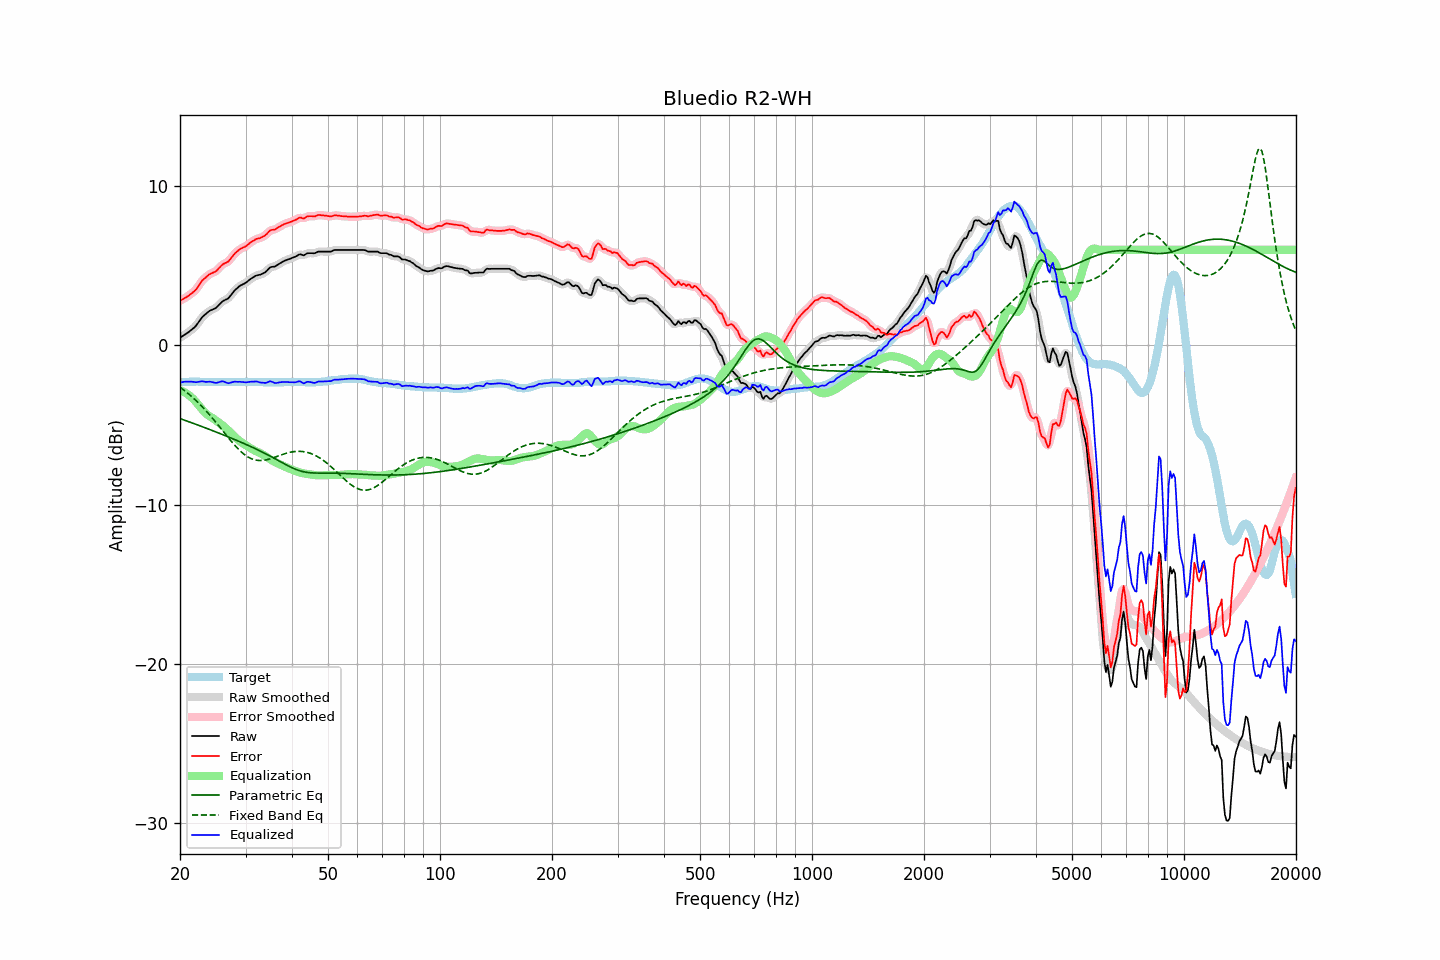 Bluedio R2-WH
Amplitude (dBr)
10
0
−10
−20
−30
Target
Raw Smoothed
Error Smoothed
Raw
Error
Equalization
Parametric Eq
Fixed Band Eq
Equalized
20 50 100 200 500 1000 2000 5000 10000 20000
Frequency (Hz)